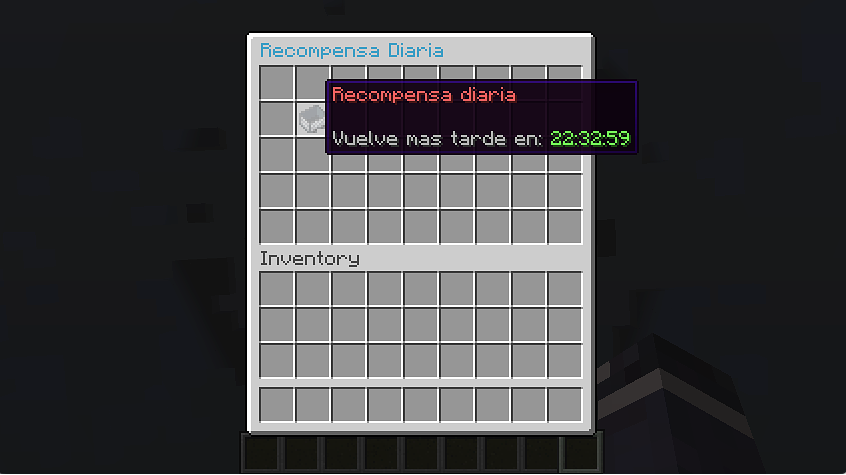 Recompensa Diaria
Recompensa diaria
Vuelve mas tarde en: 22:32:59
Inventory